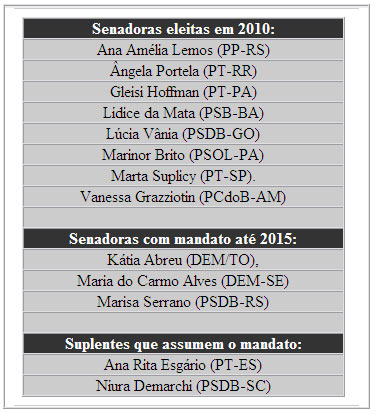 Senadoras eleitas em 2010:
Ana Amélia Lemos (PP-RS)
Ângela Portela (PT-RR)
Gleisi Hoffman (PT-PA)
Lídice da Mata (PSB-BA)
Lúcia Vânia (PSDB-GO)
Marinor Brito (PSOL-PA)
Marta Suplicy (PT-SP).
Vanessa Grazziotin (PCdoB-AM)
Senadoras com mandato até 2015:
Kátia Abreu (DEM/TO),
Maria do Carmo Alves (DEM-SE)
Marisa Serrano (PSDB-RS)
Suplentes que assumem o mandato:
Ana Rita Esgário (PT-ES)
Niura Demarchi (PSDB-SC)